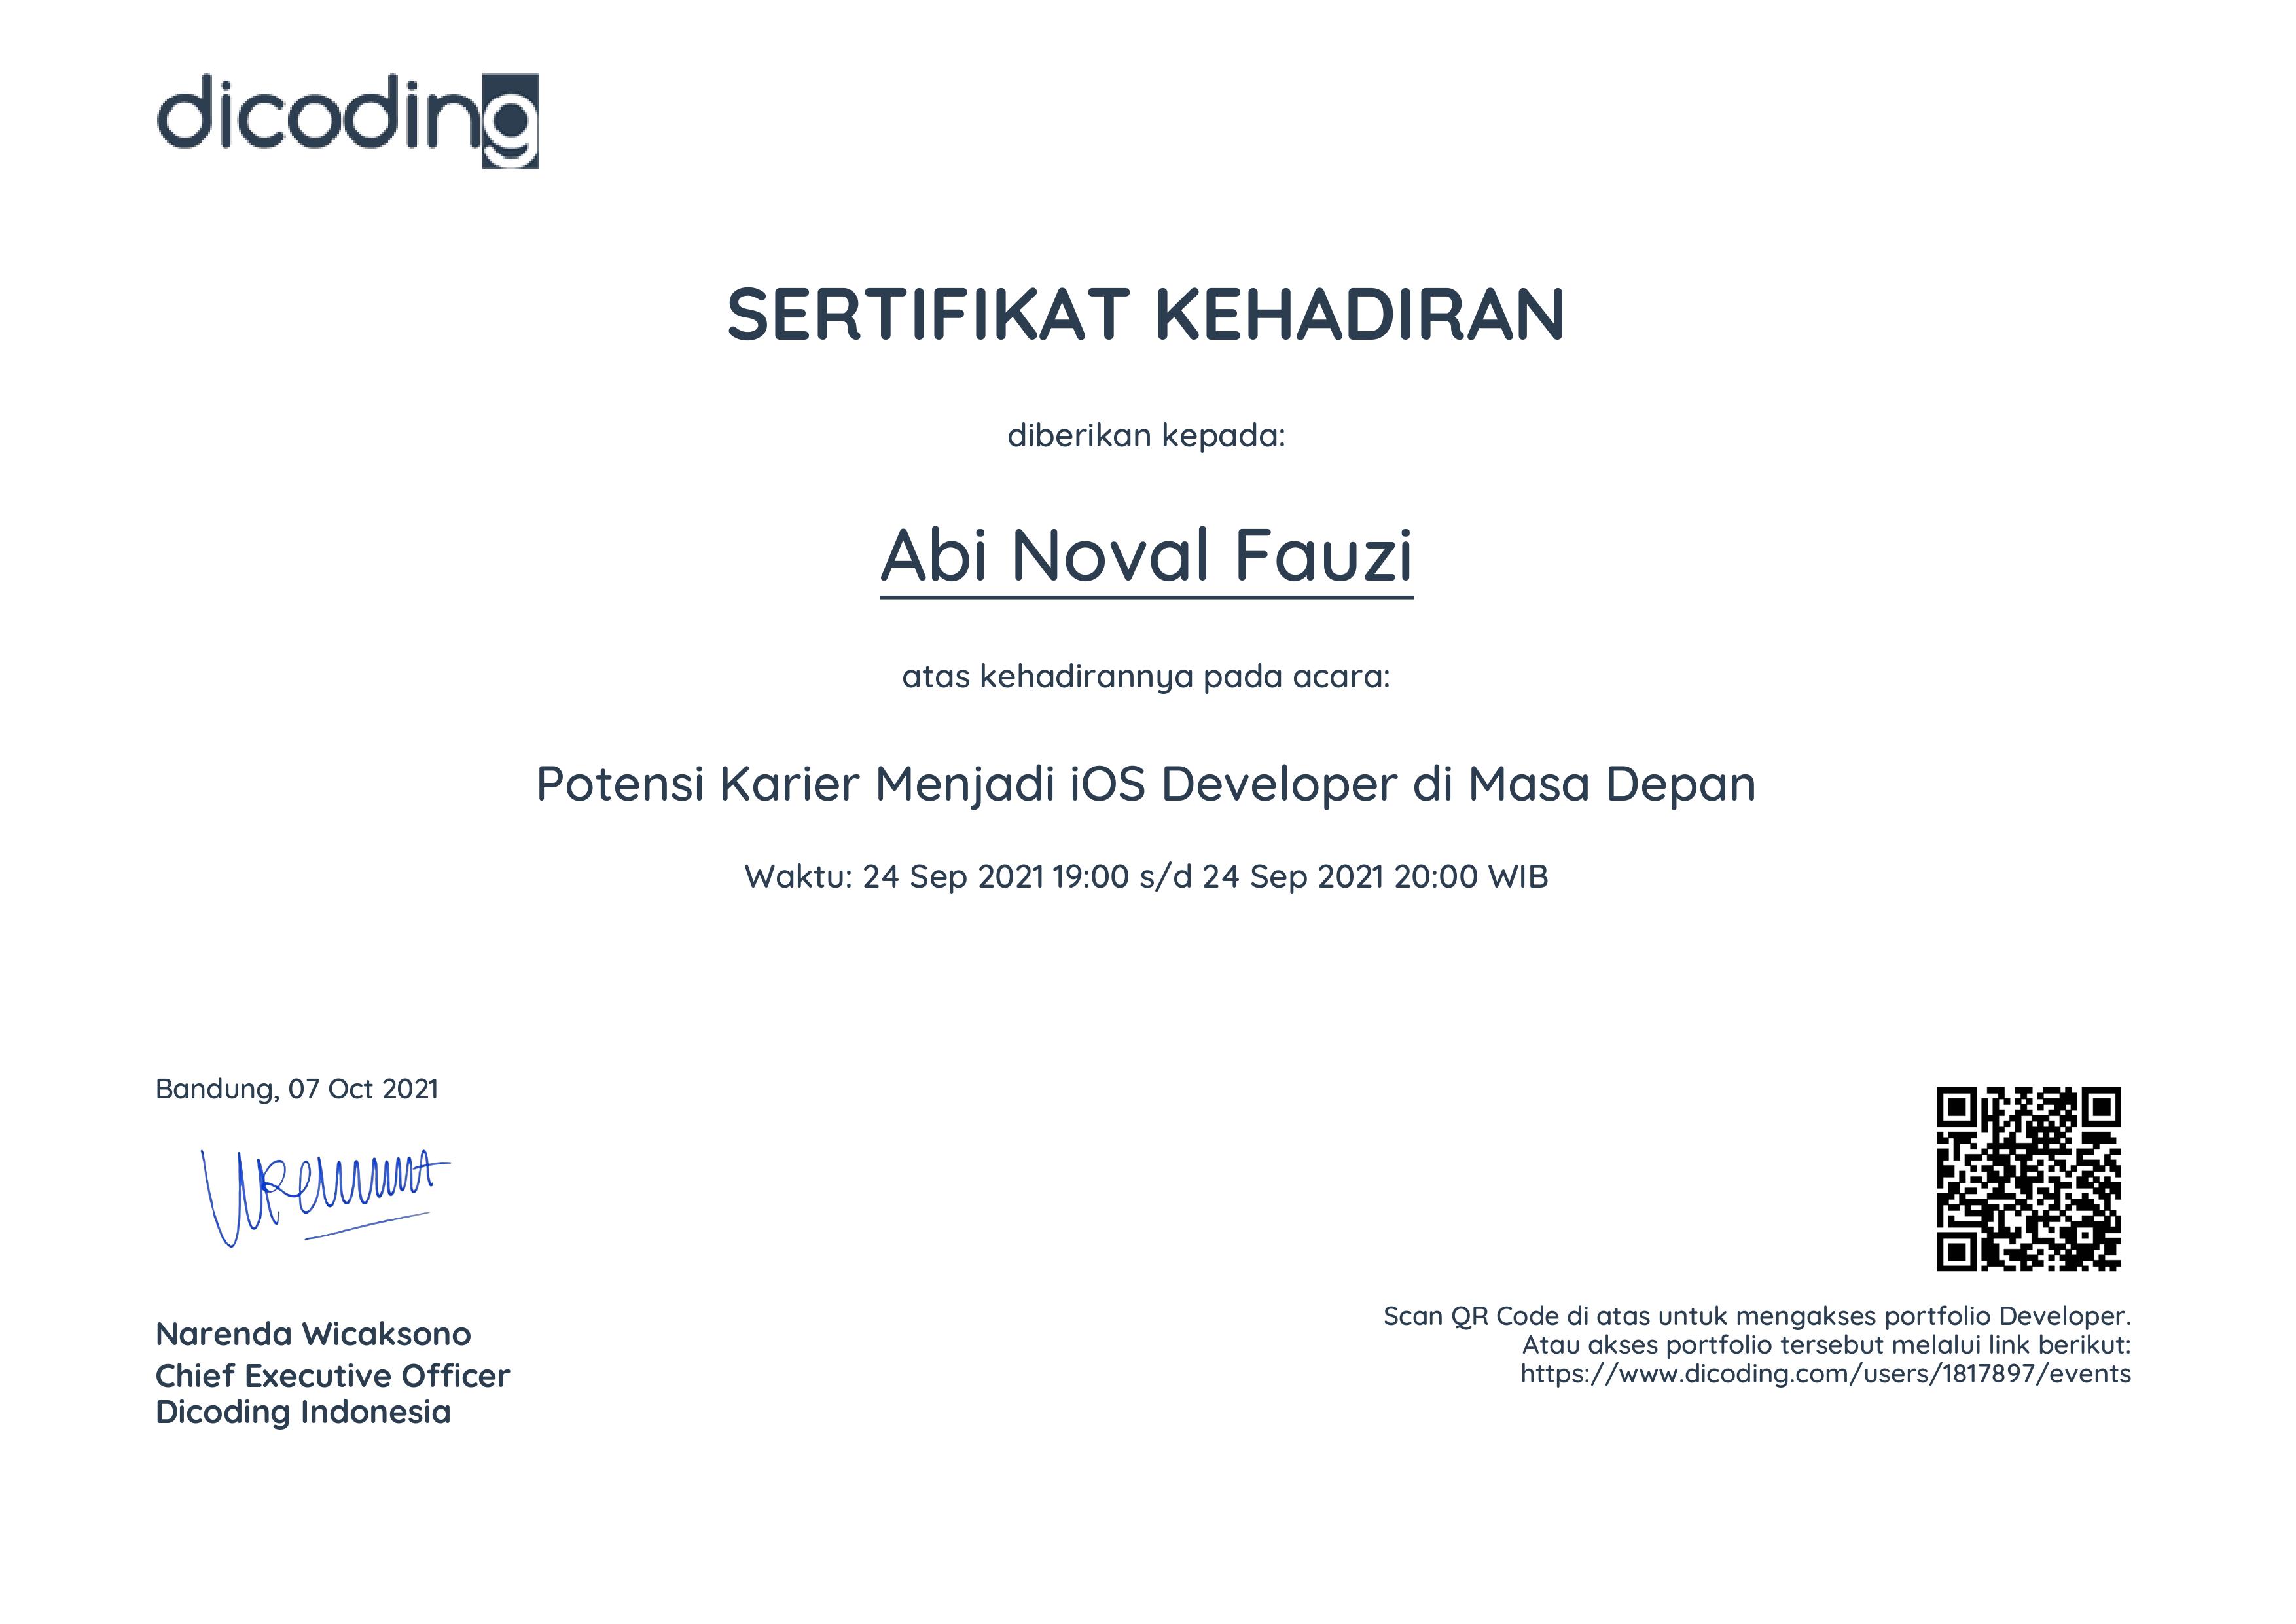 dicoding
SERTIFIKAT KEHADIRAN
diberikan kepada:
Abi Noval Fauzi
atas kehadirannya pada acara:
Potensi Karier Menjadi iOS Developer di Masa Depan
Waktu: 24 Sep 2021 19:00 s/d 24 Sep 2021 20:00 WIB
Bandung, 07 Oct 2021
Narenda Wicaksono
Chief Executive Officer
Dicoding Indonesia
Scan QR Code di atas untuk mengakses portfolio Developer.
Atau akses portfolio tersebut melalui link berikut:
https://www.dicoding.com/users/1817897/events